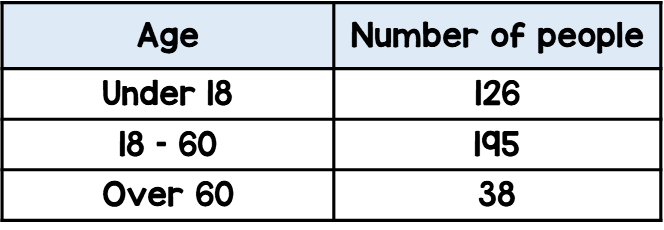 Age Number of people
Under 18 126
18 - 60 195
Over 60 38